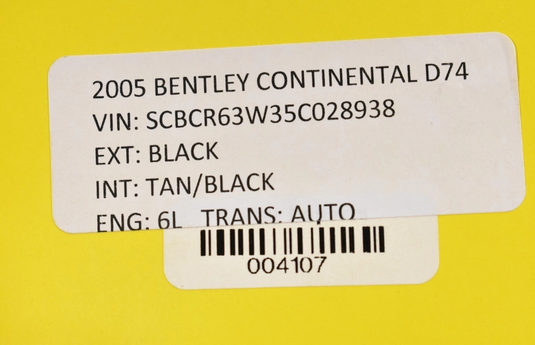 2005 BENTLEY CONTINENTAL D74
VIN: SCBCR63W35C028938
EXT: BLACK
INT: TAN/BLACK
ENG: 6L TRANS: AUTO
004107